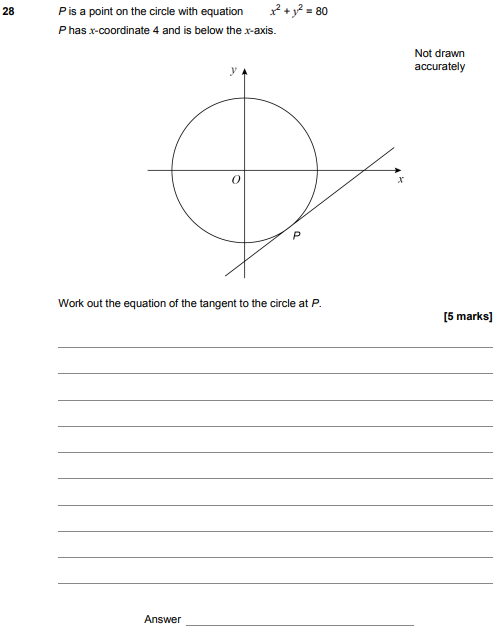 28 P is a point on the circle with equation x² + y² = 80
P has x-coordinate 4 and is below the x-axis.
Not drawn
accurately
y
O
x
P
Work out the equation of the tangent to the circle at P.
[5 marks]
Answer